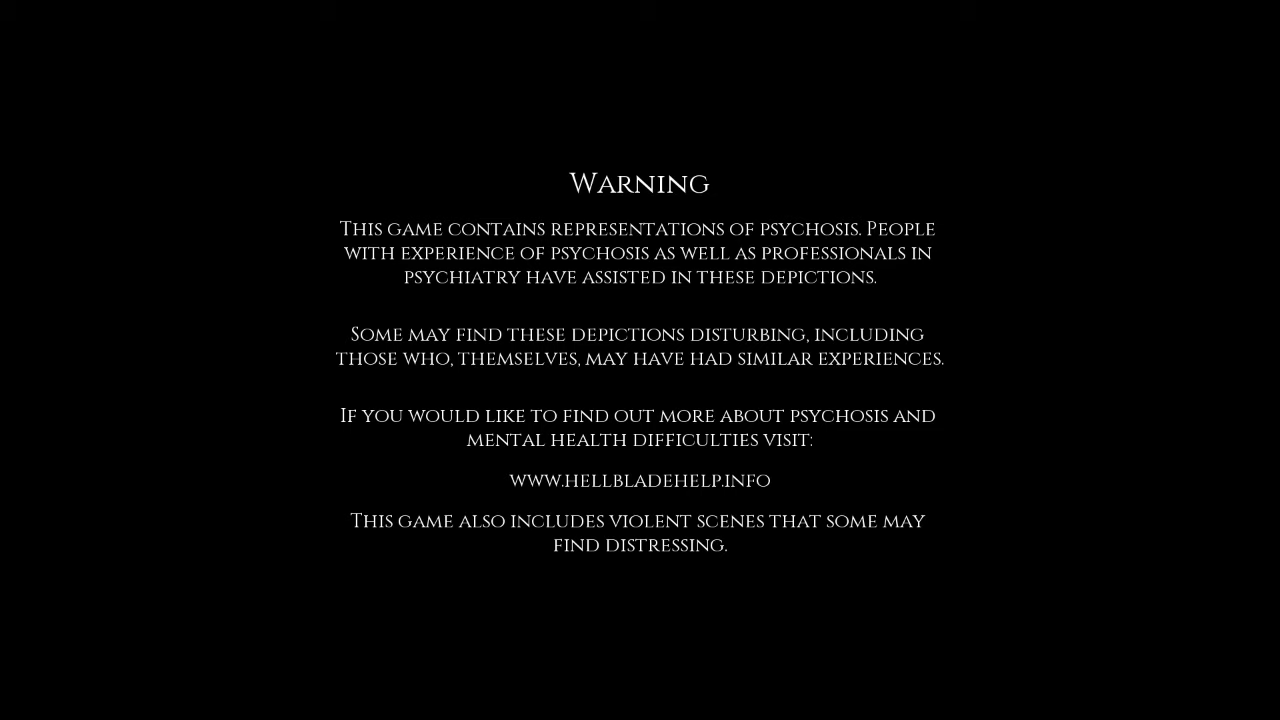 Warning
This game contains representations of psychosis. People
with experience of psychosis as well as professionals in
psychiatry have assisted in these depictions.
Some may find these depictions disturbing, including
those who, themselves, may have had similar experiences.
If you would like to find out more about psychosis and
mental health difficulties visit:
www.hellbladehelp.info
This game also includes violent scenes that some may
find distressing.